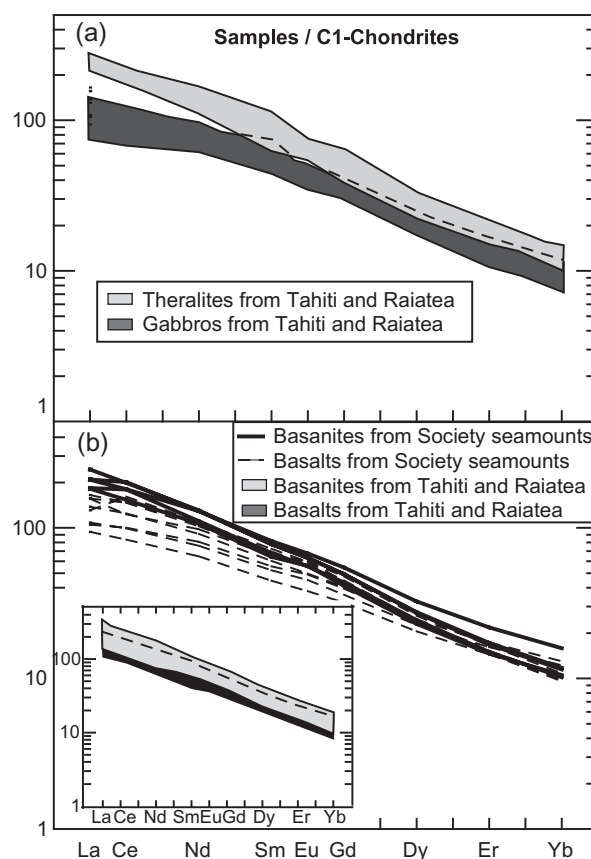 (a)
Samples / C1-Chondrites
100
10
1
Theralites from Tahiti and Raiatea
Gabbros from Tahiti and Raiatea
(b)
Basanites from Society seamounts
Basalts from Society seamounts
Basanites from Tahiti and Raiatea
Basalts from Tahiti and Raiatea
100
10
1
100
10
1
La Ce Nd Sm Eu Gd Dy Er Yb
La Ce Nd Sm Eu Gd Dy Er Yb